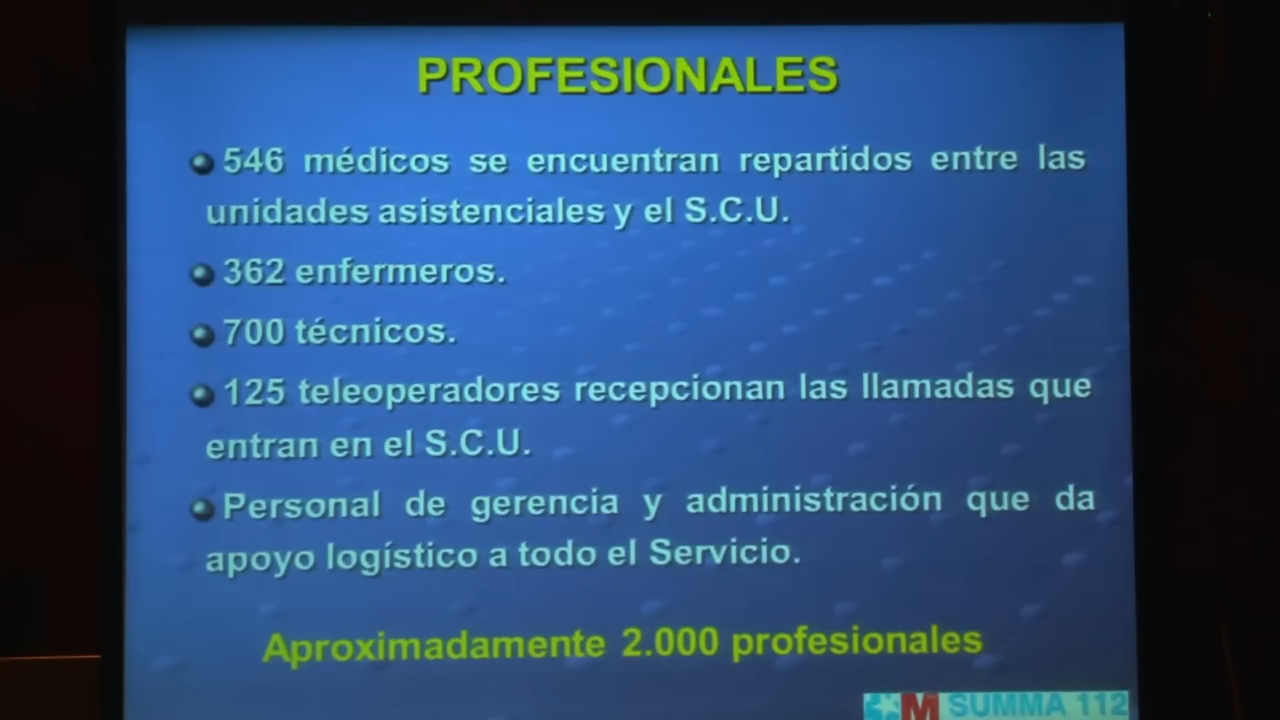 PROFESIONALES
546 médicos se encuentran repartidos entre las
unidades asistenciales y el S.C.U.
362 enfermeros.
700 técnicos.
125 teleoperadores recepcionan las llamadas que
entran en el S.C.U.
Personal de gerencia y administración que da
apoyo logístico a todo el Servicio.
Aproximadamente 2.000 profesionales
M SUMMA 112